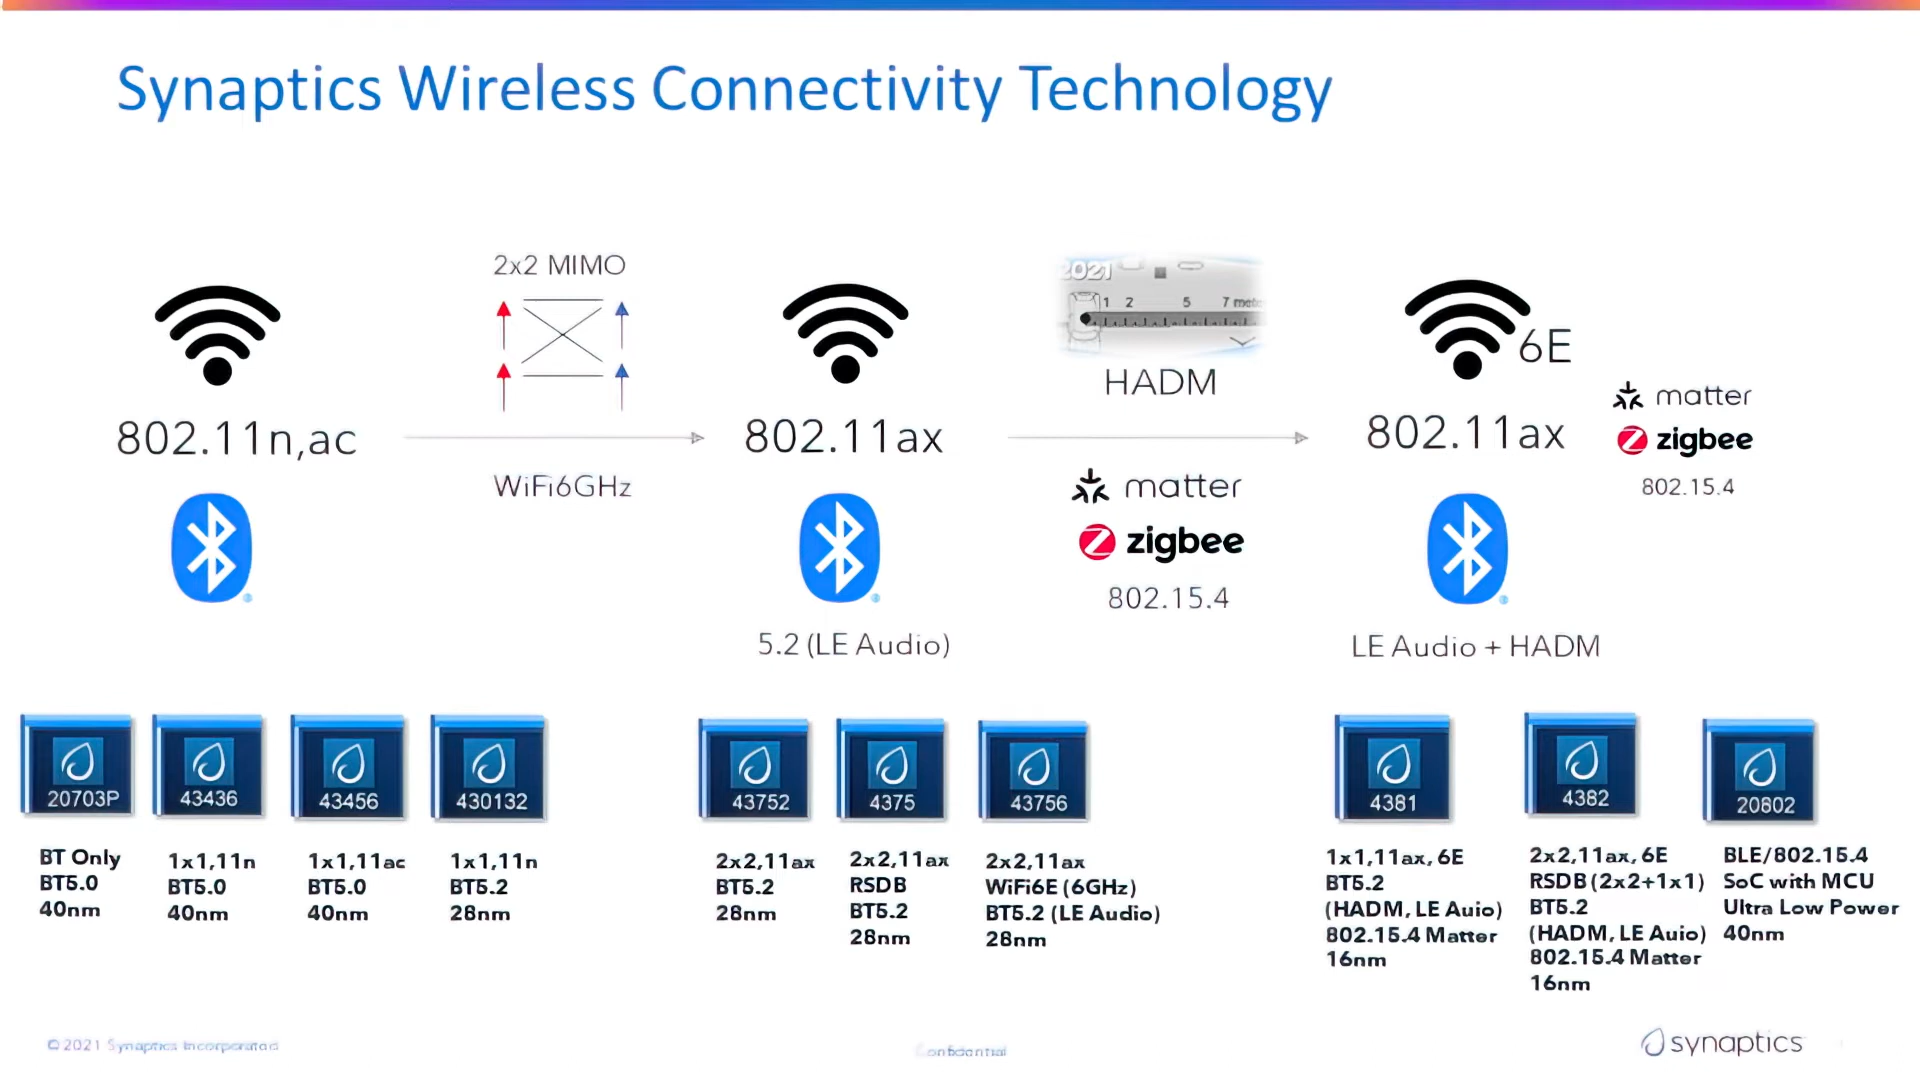 Synaptics Wireless Connectivity Technology
2x2 MIMO
802.11n,ac
WiFi6GHz
802.11ax
5.2 (LE Audio)
2021
1 2 5 7
HADM
matter
zigbee
802.15.4
6E
802.11ax
matter
zigbee
802.15.4
LE Audio + HADM
20703P
BT Only
BT5.0
40nm
43436
1x1,11n
BT5.0
40nm
43456
1x1,11ac
BT5.0
40nm
430132
1x1,11n
BT5.2
28nm
43752
2x2,11ax
BT5.2
28nm
4375
2x2,11ax
RSDB
BT5.2
28nm
43756
2x2,11ax
WiFi6E (6GHz)
BT5.2 (LE Audio)
28nm
4381
1x1,11ax, 6E
BT5.2
(HADM, LE Auio)
802.15.4 Matter
16nm
4382
2x2,11ax, 6E
RSDB (2x2+1x1)
BT5.2
(HADM, LE Auio)
802.15.4 Matter
16nm
20802
BLE/802.15.4
SoC with MCU
Ultra Low Power
40nm
© 2021 Synaptics Incorporated
Confidential
synaptics